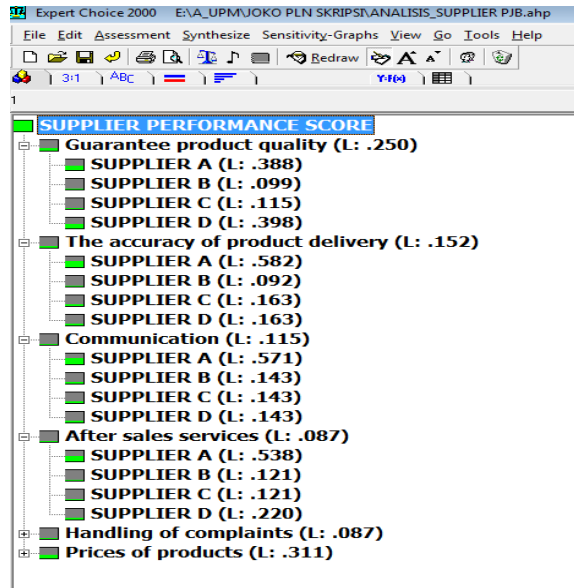 Expert Choice 2000 E:\A_UPM\JOKO PLN SKRIPSI\ANALISIS_SUPPLIER PJB.ahp
File Edit Assessment Synthesize Sensitivity-Graphs View Go Tools Help
Redraw A A
3:1 ABC Y=f(x)
1
SUPPLIER PERFORMANCE SCORE
Guarantee product quality (L: .250)
SUPPLIER A (L: .388)
SUPPLIER B (L: .099)
SUPPLIER C (L: .115)
SUPPLIER D (L: .398)
The accuracy of product delivery (L: .152)
SUPPLIER A (L: .582)
SUPPLIER B (L: .092)
SUPPLIER C (L: .163)
SUPPLIER D (L: .163)
Communication (L: .115)
SUPPLIER A (L: .571)
SUPPLIER B (L: .143)
SUPPLIER C (L: .143)
SUPPLIER D (L: .143)
After sales services (L: .087)
SUPPLIER A (L: .538)
SUPPLIER B (L: .121)
SUPPLIER C (L: .121)
SUPPLIER D (L: .220)
Handling of complaints (L: .087)
Prices of products (L: .311)